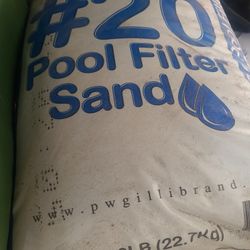 #20
Pool Filter
Sand
www.pwgillibrand.
LB (22.7KG)